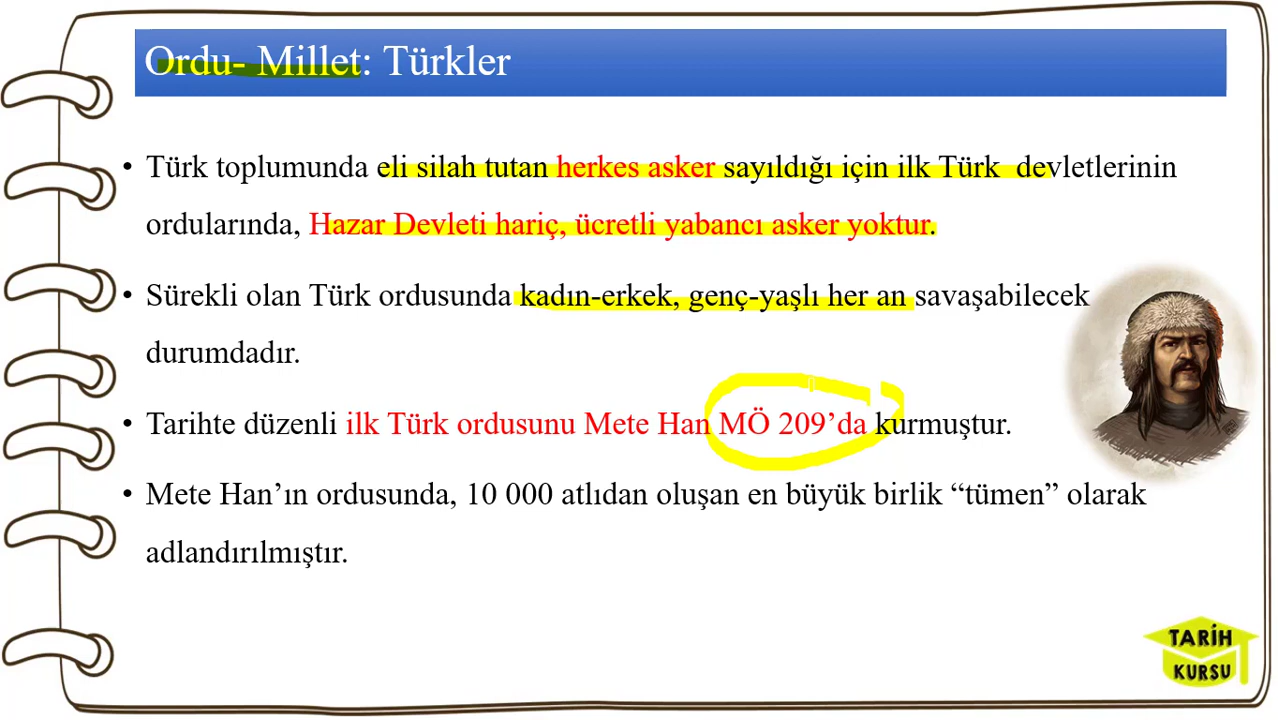 Ordu- Millet: Türkler
• Türk toplumunda eli silah tutan herkes asker sayıldığı için ilk Türk devletlerinin
ordularında, Hazar Devleti hariç, ücretli yabancı asker yoktur.
• Sürekli olan Türk ordusunda kadın-erkek, genç-yaşlı her an savaşabilecek
durumdadır.
• Tarihte düzenli ilk Türk ordusunu Mete Han MÖ 209’da kurmuştur.
• Mete Han’ın ordusunda, 10 000 atlıdan oluşan en büyük birlik “tümen” olarak
adlandırılmıştır.
TARİH
KURSU